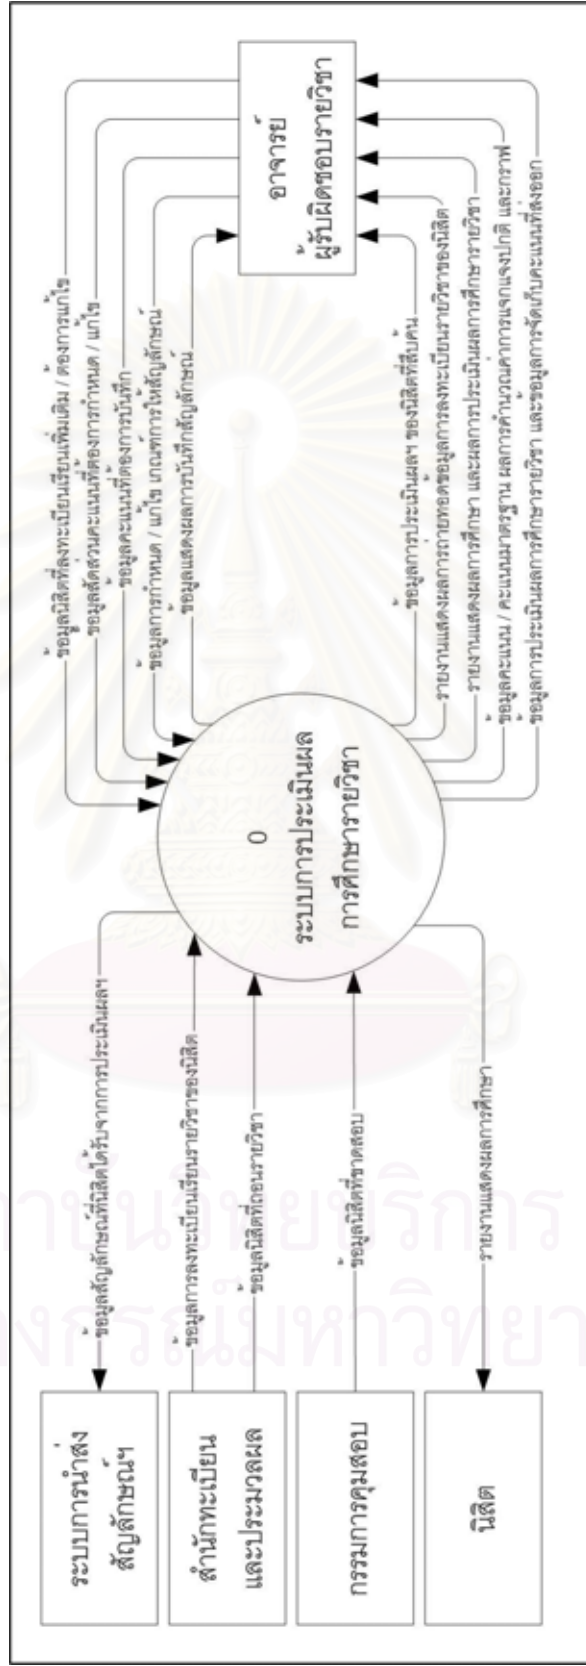 ระบบการนำส่ง
สัญลักษณ์ฯ
สำนักทะเบียน
และประมวลผล
กรรมการคุมสอบ
นิสิต
ข้อมูลสัญลักษณ์ที่นิสิตได้รับจากการประเมินผลฯ
ข้อมูลการลงทะเบียนเรียนรายวิชาของนิสิต
ข้อมูลนิสิตที่ถอนรายวิชา
ข้อมูลนิสิตที่ขาดสอบ
รายงานแสดงผลการศึกษา
0
ระบบการประเมินผล
การศึกษารายวิชา
ข้อมูลนิสิตที่ลงทะเบียนเรียนเพิ่มเติม / ต้องการแก้ไข
ข้อมูลสัดส่วนคะแนนที่ต้องการกำหนด / แก้ไข
ข้อมูลคะแนนที่ต้องการบันทึก
ข้อมูลการกำหนด / แก้ไข เกณฑ์การให้สัญลักษณ์
ข้อมูลแสดงผลการบันทึกสัญลักษณ์
ข้อมูลการประเมินผลฯ ของนิสิตที่สืบค้น
รายงานแสดงผลการรายทอดข้อมูลการลงทะเบียนรายวิชาของนิสิต
รายงานแสดงผลการศึกษา และผลการประเมินผลการศึกษารายวิชา
ข้อมูลคะแนน / คะแนนมาตรฐาน ผลการคำนวณค่าการแจกแจงปกติ และกราฟ
ข้อมูลการประเมินผลการศึกษารายวิชา และข้อมูลการจัดเก็บคะแนนที่ส่งออก
อาจารย์
ผู้รับผิดชอบรายวิชา